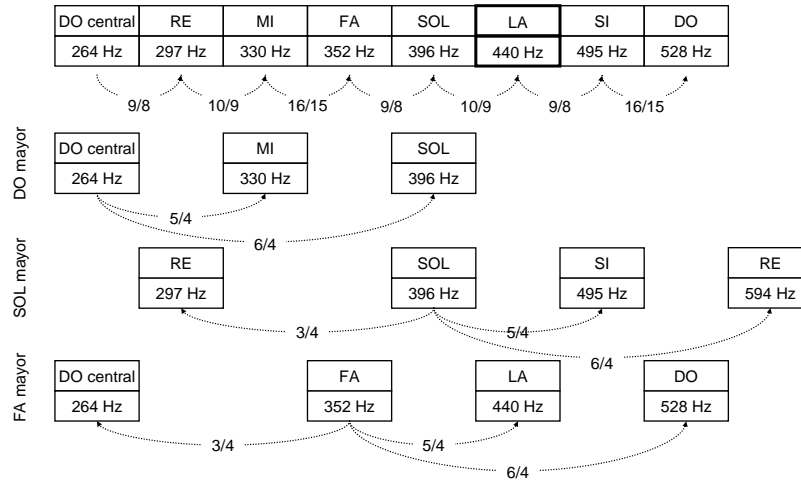 DO central RE MI FA SOL LA SI DO
264 Hz 297 Hz 330 Hz 352 Hz 396 Hz 440 Hz 495 Hz 528 Hz
9/8 10/9 16/15 9/8 10/9 9/8 16/15
DO mayor
DO central MI SOL
264 Hz 330 Hz 396 Hz
5/4
6/4
SOL mayor
RE SOL SI RE
297 Hz 396 Hz 495 Hz 594 Hz
3/4 5/4
6/4
FA mayor
DO central FA LA DO
264 Hz 352 Hz 440 Hz 528 Hz
3/4 5/4
6/4